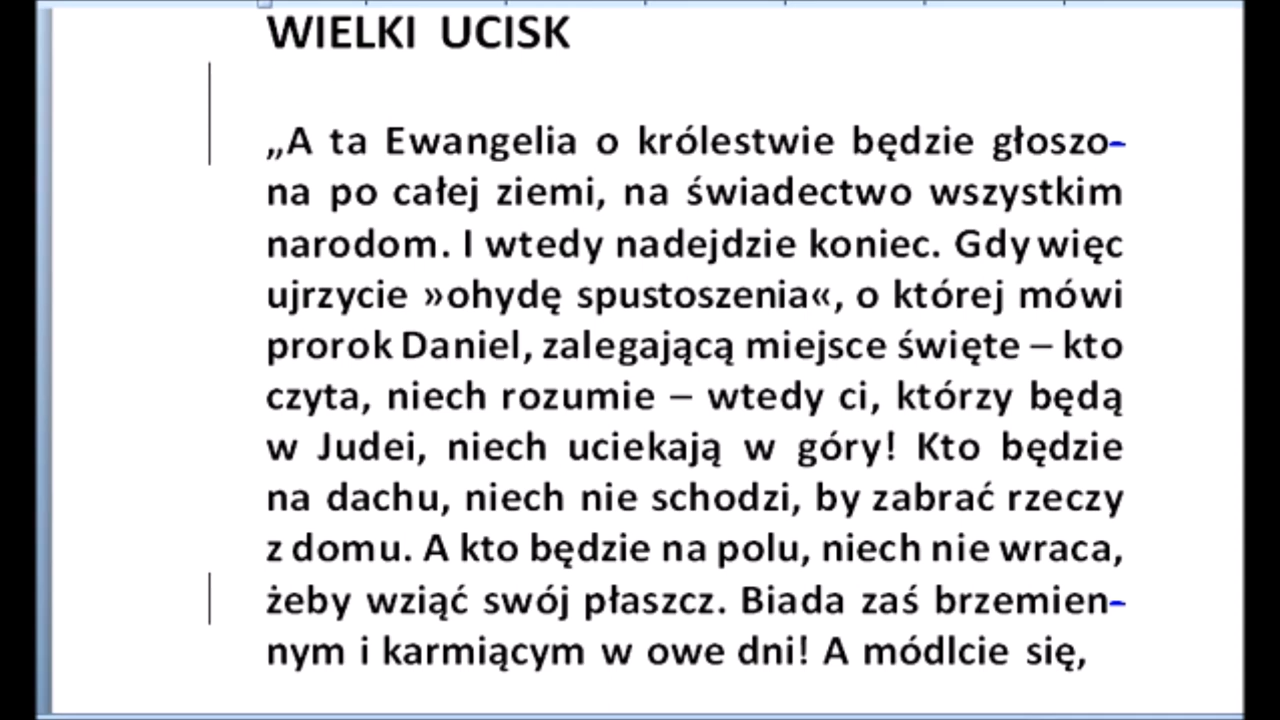 WIELKI UCISK
„A ta Ewangelia o królestwie będzie głoszo-
na po całej ziemi, na świadectwo wszystkim
narodom. I wtedy nadejdzie koniec. Gdy więc
ujrzycie »ohydę spustoszenia«, o której mówi
prorok Daniel, zalegającą miejsce święte – kto
czyta, niech rozumie – wtedy ci, którzy będą
w Judei, niech uciekają w góry! Kto będzie
na dachu, niech nie schodzi, by zabrać rzeczy
z domu. A kto będzie na polu, niech nie wraca,
żeby wziąć swój płaszcz. Biada zaś brzemien-
nym i karmiącym w owe dni! A módlcie się,